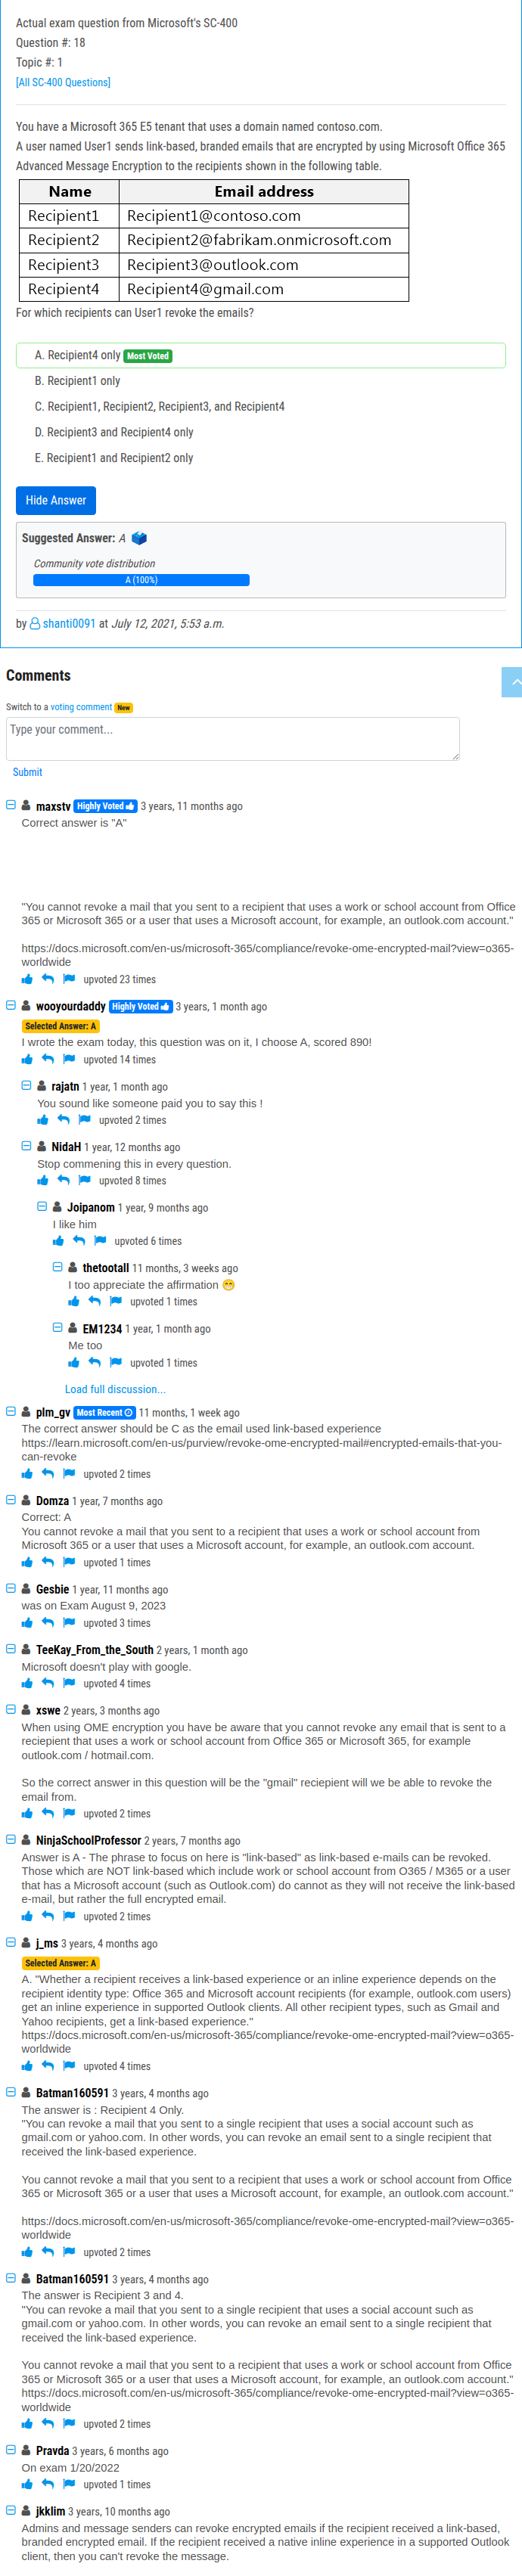 Actual exam question from Microsoft's SC-400
Question #: 18
Topic #: 1
[All SC-400 Questions]
You have a Microsoft 365 E5 tenant that uses a domain named contoso.com.
A user named User1 sends link-based, branded emails that are encrypted by using Microsoft Office 365
Advanced Message Encryption to the recipients shown in the following table.
Name Email address
Recipient1 Recipient1@contoso.com
Recipient2 Recipient2@fabrikam.onmicrosoft.com
Recipient3 Recipient3@outlook.com
Recipient4 Recipient4@gmail.com
For which recipients can User1 revoke the emails?
A. Recipient4 only Most Voted
B. Recipient1 only
C. Recipient1, Recipient2, Recipient3, and Recipient4
D. Recipient3 and Recipient4 only
E. Recipient1 and Recipient2 only
Hide Answer
Suggested Answer: A
Community vote distribution
A (100%)
by shanti0091 at July 12, 2021, 5:53 a.m.
Comments
Switch to a voting comment New
Type your comment...
Submit
maxstv Highly Voted 3 years, 11 months ago
Correct answer is "A"
"You cannot revoke a mail that you sent to a recipient that uses a work or school account from Office
365 or Microsoft 365 or a user that uses a Microsoft account, for example, an outlook.com account."
https://docs.microsoft.com/en-us/microsoft-365/compliance/revoke-ome-encrypted-mail?view=o365-
worldwide
upvoted 23 times
wooyourdaddy Highly Voted 3 years, 1 month ago
Selected Answer: A
I wrote the exam today, this question was on it, I choose A, scored 890!
upvoted 14 times
rajatn 1 year, 1 month ago
You sound like someone paid you to say this !
upvoted 2 times
NidaH 1 year, 12 months ago
Stop commening this in every question.
upvoted 8 times
Joipanom 1 year, 9 months ago
I like him
upvoted 6 times
thetootall 11 months, 3 weeks ago
I too appreciate the affirmation 😁
upvoted 1 times
EM1234 1 year, 1 month ago
Me too
upvoted 1 times
Load full discussion...
plm_gv Most Recent 11 months, 1 week ago
The correct answer should be C as the email used link-based experience
https://learn.microsoft.com/en-us/purview/revoke-ome-encrypted-mail#encrypted-emails-that-you-
can-revoke
upvoted 2 times
Domza 1 year, 7 months ago
Correct: A
You cannot revoke a mail that you sent to a recipient that uses a work or school account from
Microsoft 365 or a user that uses a Microsoft account, for example, an outlook.com account.
upvoted 1 times
Gesbie 1 year, 11 months ago
was on Exam August 9, 2023
upvoted 3 times
TeeKay_From_the_South 2 years, 1 month ago
Microsoft doesn't play with google.
upvoted 4 times
xswe 2 years, 3 months ago
When using OME encryption you have be aware that you cannot revoke any email that is sent to a
reciepient that uses a work or school account from Office 365 or Microsoft 365, for example
outlook.com / hotmail.com.
So the correct answer in this question will be the "gmail" reciepient will we be able to revoke the
email from.
upvoted 2 times
NinjaSchoolProfessor 2 years, 7 months ago
Answer is A - The phrase to focus on here is "link-based" as link-based e-mails can be revoked.
Those which are NOT link-based which include work or school account from O365 / M365 or a user
that has a Microsoft account (such as Outlook.com) do cannot as they will not receive the link-based
e-mail, but rather the full encrypted email.
upvoted 2 times
j_ms 3 years, 4 months ago
Selected Answer: A
A. "Whether a recipient receives a link-based experience or an inline experience depends on the
recipient identity type: Office 365 and Microsoft account recipients (for example, outlook.com users)
get an inline experience in supported Outlook clients. All other recipient types, such as Gmail and
Yahoo recipients, get a link-based experience."
https://docs.microsoft.com/en-us/microsoft-365/compliance/revoke-ome-encrypted-mail?view=o365-
worldwide
upvoted 4 times
Batman160591 3 years, 4 months ago
The answer is : Recipient 4 Only.
"You can revoke a mail that you sent to a single recipient that uses a social account such as
gmail.com or yahoo.com. In other words, you can revoke an email sent to a single recipient that
received the link-based experience.
You cannot revoke a mail that you sent to a recipient that uses a work or school account from Office
365 or Microsoft 365 or a user that uses a Microsoft account, for example, an outlook.com account."
https://docs.microsoft.com/en-us/microsoft-365/compliance/revoke-ome-encrypted-mail?view=o365-
worldwide
upvoted 2 times
Batman160591 3 years, 4 months ago
The answer is Recipient 3 and 4.
"You can revoke a mail that you sent to a single recipient that uses a social account such as
gmail.com or yahoo.com. In other words, you can revoke an email sent to a single recipient that
received the link-based experience.
You cannot revoke a mail that you sent to a recipient that uses a work or school account from Office
365 or Microsoft 365 or a user that uses a Microsoft account, for example, an outlook.com account."
https://docs.microsoft.com/en-us/microsoft-365/compliance/revoke-ome-encrypted-mail?view=o365-
worldwide
upvoted 2 times
Pravda 3 years, 6 months ago
On exam 1/20/2022
upvoted 1 times
jkklim 3 years, 10 months ago
Admins and message senders can revoke encrypted emails if the recipient received a link-based,
branded encrypted email. If the recipient received a native inline experience in a supported Outlook
client, then you can't revoke the message.